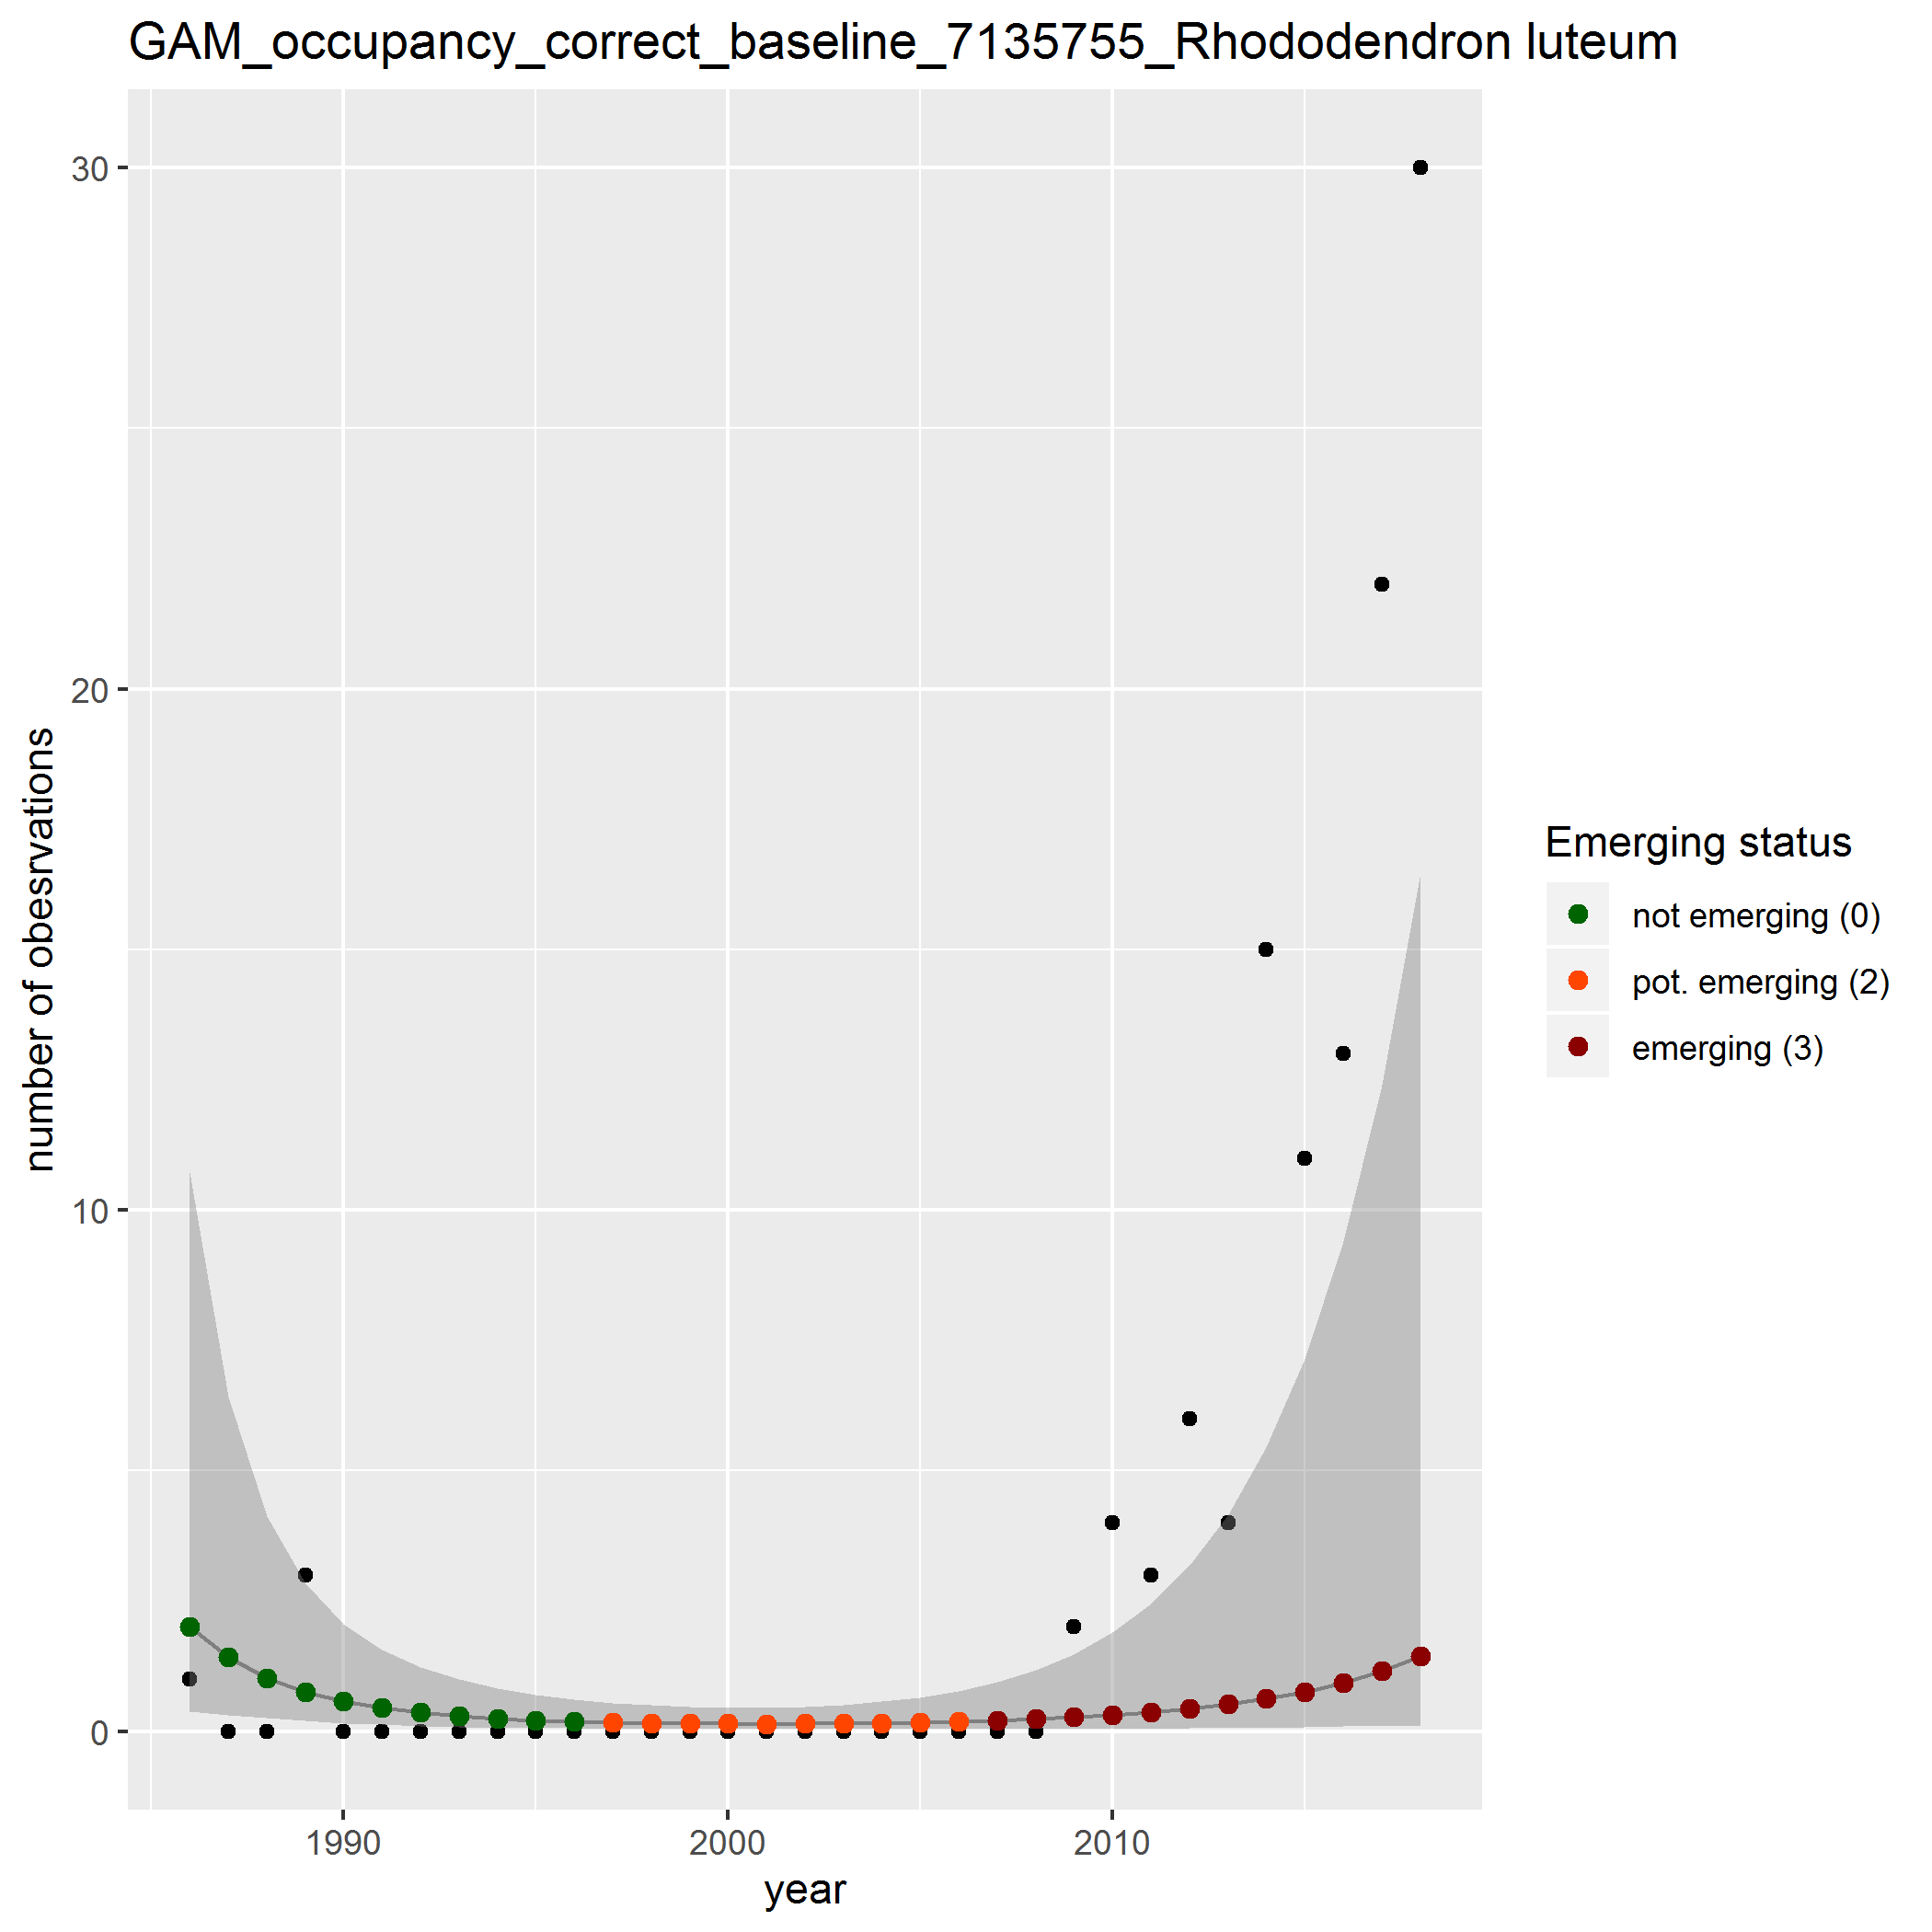 GAM_occupancy_correct_baseline_7135755_Rhododendron luteum
30
20
10
0
number of obesrvations
1990
2000
2010
year
Emerging status
not emerging (0)
pot. emerging (2)
emerging (3)